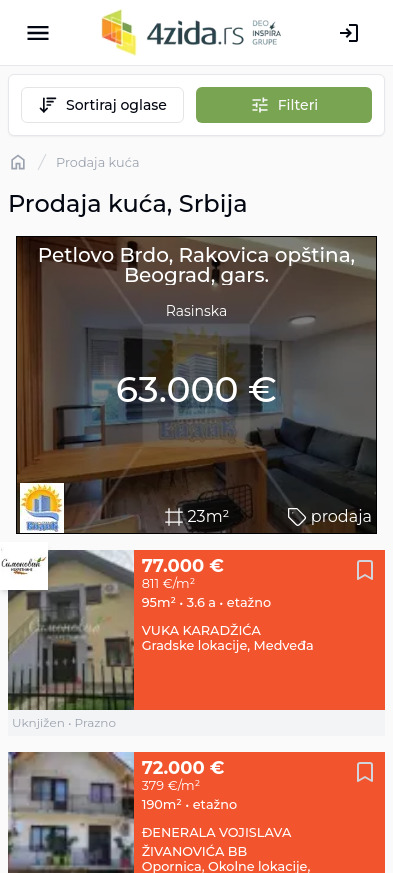 4zida.rs DEO INSPIRA GRUPE
Sortiraj oglase
Filteri
/ Prodaja kuća
Prodaja kuća, Srbija
Petlovo Brdo, Rakovica opština,
Beograd, gars.
Rasinska
63.000 €
23m²
prodaja
Симоновић
НЕКРЕТНИНЕ
77.000 €
811 €/m²
95m² • 3.6 a • etažno
VUKA KARADŽIĆA
Gradske lokacije, Medveđa
Uknjižen • Prazno
72.000 €
379 €/m²
190m² • etažno
ĐENERALA VOJISLAVA
ŽIVANOVIĆA BB
Opornica, Okolne lokacije,